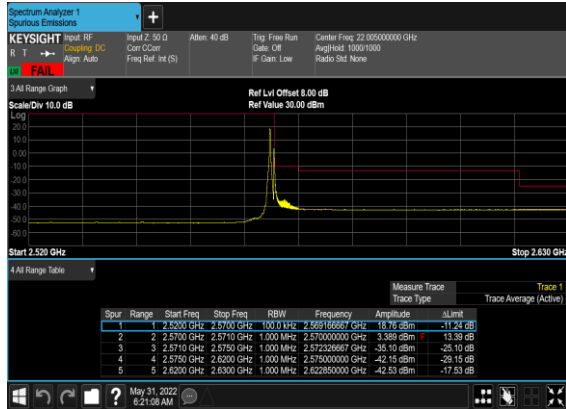 Spectrum Analyzer 1
Spurious Emissions
KEYSIGHT Input: RF Input Z: 50 Ω Atten: 40 dB Trig: Free Run Center Freq: 22.005000000 GHz
R T Coupling: DC Corr CCorr Gate: Off Avg|Hold: 1000/1000
Align: Auto Freq Ref: Int (S) IF Gain: Low Radio Std: None
FAIL
3 All Range Graph
Ref Lvl Offset 8.00 dB
Scale/Div 10.0 dB Ref Value 30.00 dBm
Log
20.0
10.0
0.00
-10.0
-20.0
-30.0
-40.0
-50.0
-60.0
Start 2.520 GHz Stop 2.630 GHz
4 All Range Table
Measure Trace Trace 1
Trace Type Trace Average (Active)
Spur Range Start Freq Stop Freq RBW Frequency Amplitude ΔLimit
1 1 2.5200 GHz 2.5700 GHz 100.0 kHz 2.569166667 GHz 18.76 dBm -11.24 dB
2 2 2.5700 GHz 2.5710 GHz 1.000 MHz 2.570000000 GHz 3.389 dBm F 13.39 dB
3 3 2.5710 GHz 2.5750 GHz 1.000 MHz 2.572326667 GHz -35.10 dBm -25.10 dB
4 4 2.5750 GHz 2.6200 GHz 1.000 MHz 2.575000000 GHz -42.15 dBm -29.15 dB
5 5 2.6200 GHz 2.6300 GHz 1.000 MHz 2.622850000 GHz -42.53 dBm -17.53 dB
May 31, 2022
6:21:08 AM